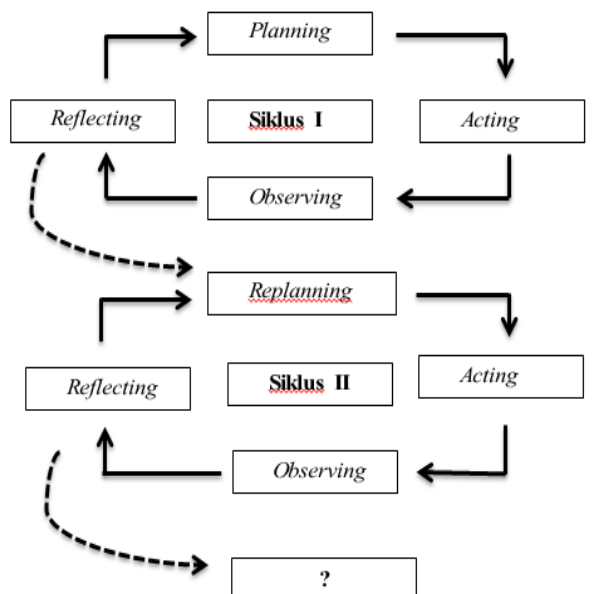 Planning
Reflecting
Siklus I
Acting
Observing
Replanning
Reflecting
Siklus II
Acting
Observing
?